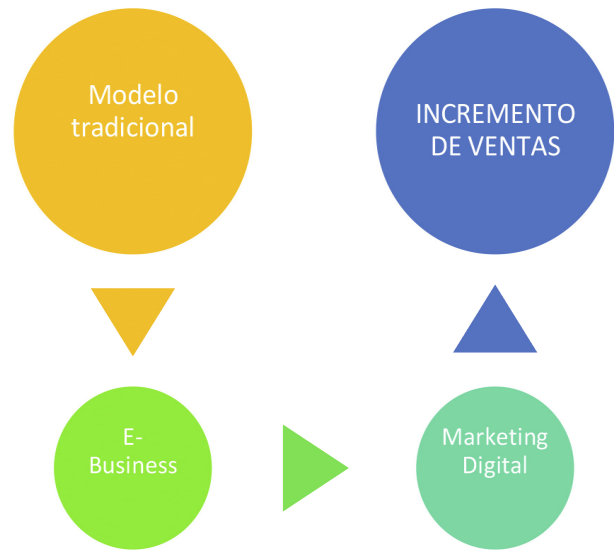 Modelo
tradicional
INCREMENTO
DE VENTAS
E-
Business
Marketing
Digital